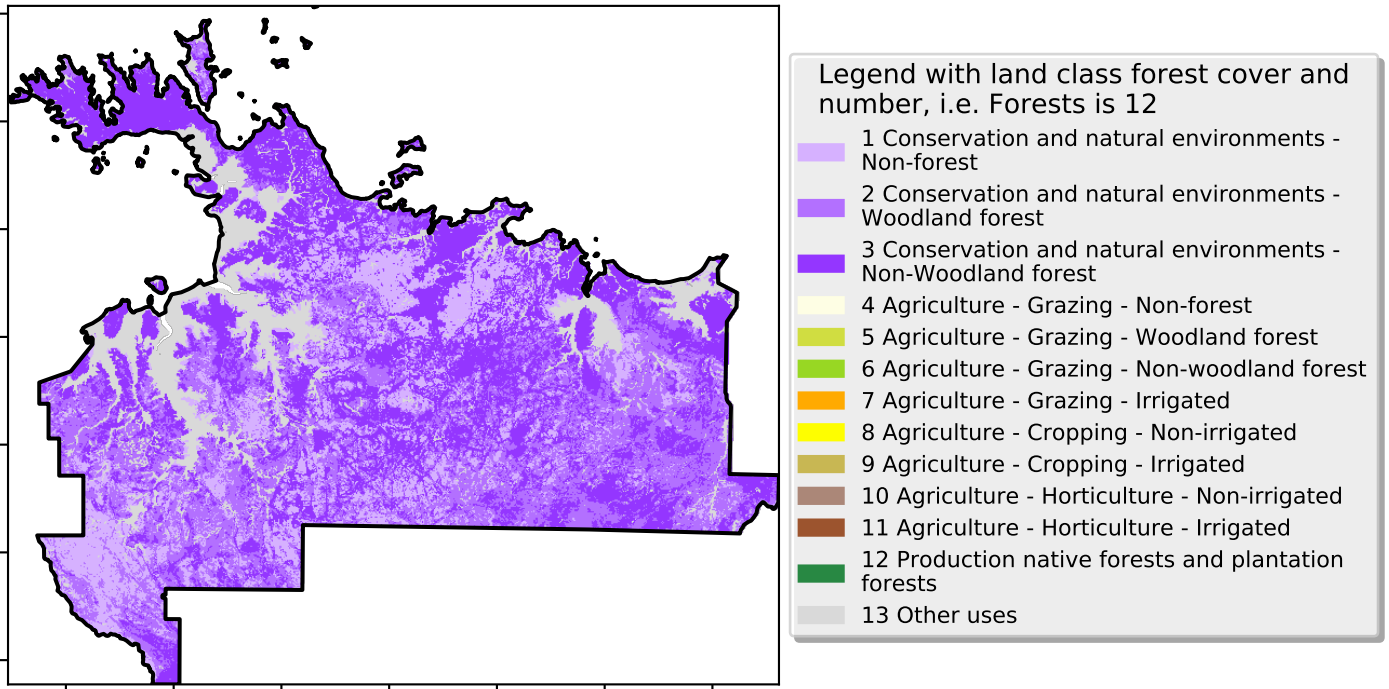 Legend with land class forest cover and
number, i.e. Forests is 12
1 Conservation and natural environments -
Non-forest
2 Conservation and natural environments -
Woodland forest
3 Conservation and natural environments -
Non-Woodland forest
4 Agriculture - Grazing - Non-forest
5 Agriculture - Grazing - Woodland forest
6 Agriculture - Grazing - Non-woodland forest
7 Agriculture - Grazing - Irrigated
8 Agriculture - Cropping - Non-irrigated
9 Agriculture - Cropping - Irrigated
10 Agriculture - Horticulture - Non-irrigated
11 Agriculture - Horticulture - Irrigated
12 Production native forests and plantation
forests
13 Other uses